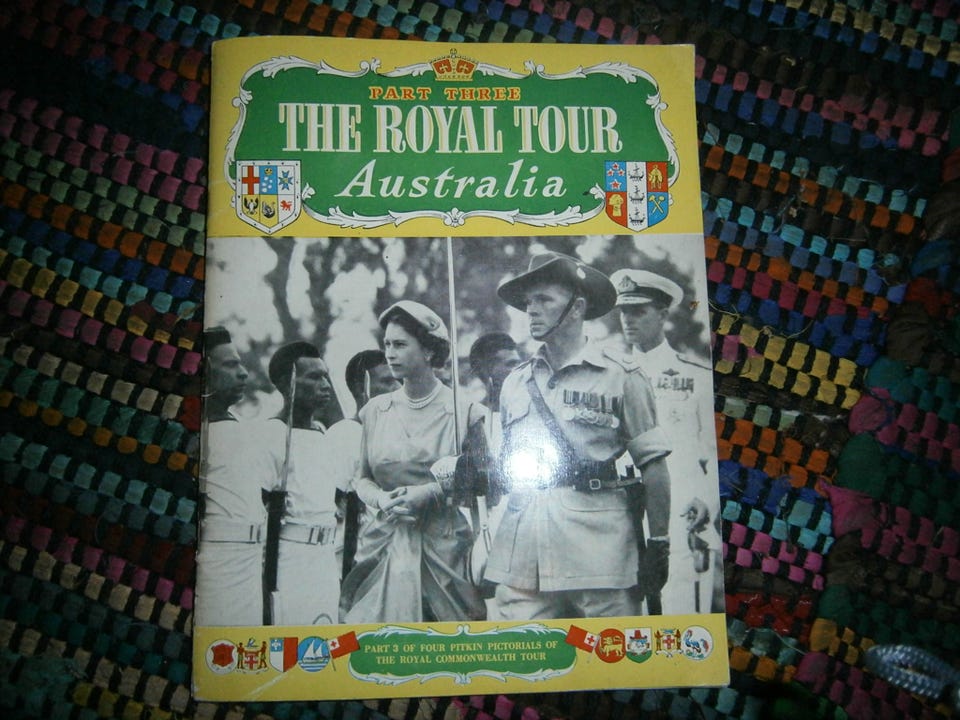 PART THREE
THE ROYAL TOUR
Australia
PART 3 OF FOUR PITKIN PICTORIALS OF
THE ROYAL COMMONWEALTH TOUR